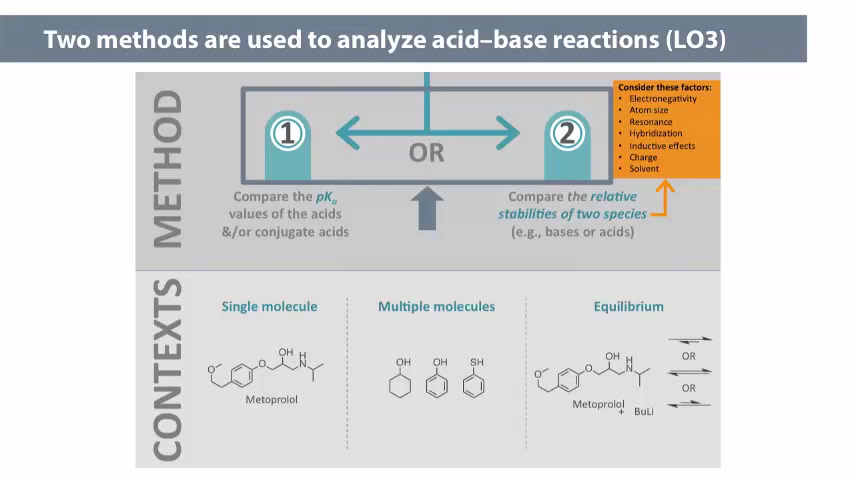 Two methods are used to analyze acid–base reactions (LO3)
METHOD
1
OR
2
Consider these factors:
• Electronegativity
• Atom size
• Resonance
• Hybridization
• Inductive effects
• Charge
• Solvent
Compare the pKa
values of the acids
&/or conjugate acids
Compare the relative
stabilities of two species
(e.g., bases or acids)
CONTEXTS
Single molecule
O
O
OH
H
N
Metoprolol
Multiple molecules
OH
OH
SH
Equilibrium
O
O
OH
H
N
Metoprolol
+ BuLi
OR
OR